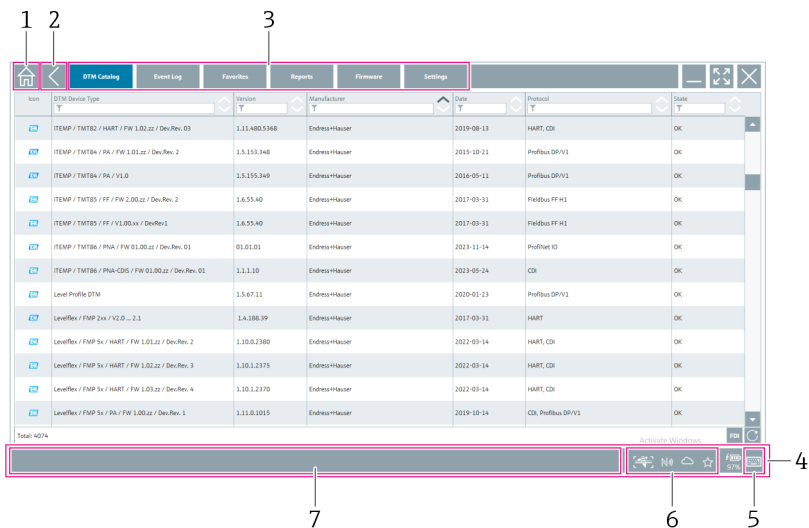 1 2 3
DTM Catalog Event Log Favorites Reports Firmware Settings
Icon DTM Device Type Version Manufacturer Date Protocol State
iTEMP / TMT82 / HART / FW 1.02.zz / Dev.Rev. 03 1.11.480.5368 Endress+Hauser 2019-08-13 HART, CDI OK
iTEMP / TMT84 / PA / FW 1.01.zz / Dev.Rev. 2 1.5.153.348 Endress+Hauser 2015-10-21 Profibus DP/V1 OK
iTEMP / TMT84 / PA / V1.0 1.5.155.349 Endress+Hauser 2016-05-11 Profibus DP/V1 OK
iTEMP / TMT85 / FF / FW 2.00.zz / Dev.Rev. 2 1.6.55.40 Endress+Hauser 2017-03-31 Fieldbus FF H1 OK
iTEMP / TMT85 / FF / V1.00.xx / DevRev1 1.6.55.40 Endress+Hauser 2017-03-31 Fieldbus FF H1 OK
iTEMP / TMT86 / PNA / FW 01.00.zz / Dev.Rev. 01 01.01.01 Endress+Hauser 2023-11-14 ProfiNet IO OK
iTEMP / TMT86 / PNA-CDIS / FW 01.00.zz / Dev.Rev. 01 1.1.1.10 Endress+Hauser 2023-05-24 CDI OK
Level Profile DTM 1.5.67.11 Endress+Hauser 2020-01-23 Profibus DP/V1 OK
Levelflex / FMP 2xx / V2.0 ... 2.1 1.4.188.39 Endress+Hauser 2017-03-31 HART OK
Levelflex / FMP 5x / HART / FW 1.01.zz / Dev.Rev. 2 1.10.0.2380 Endress+Hauser 2022-03-14 HART, CDI OK
Levelflex / FMP 5x / HART / FW 1.02.zz / Dev.Rev. 3 1.10.1.2375 Endress+Hauser 2022-03-14 HART, CDI OK
Levelflex / FMP 5x / HART / FW 1.03.zz / Dev.Rev. 4 1.10.1.2370 Endress+Hauser 2022-03-14 HART, CDI OK
Levelflex / FMP 5x / PA / FW 1.00.zz / Dev.Rev. 1 1.11.0.1015 Endress+Hauser 2019-10-14 CDI, Profibus DP/V1 OK
Total: 4074 Activate Windows FDI
97% 4
7 6 5